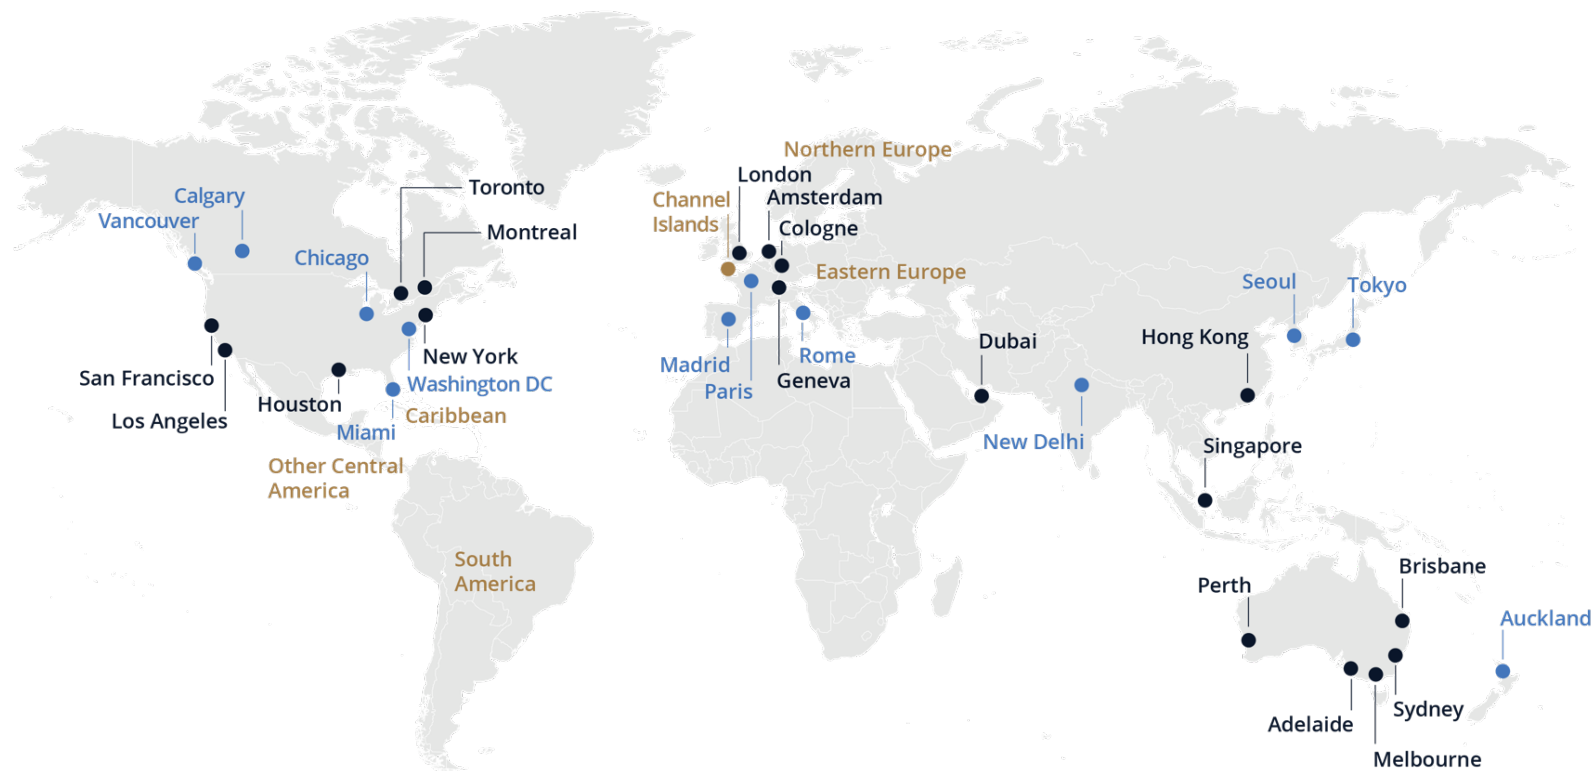 Northern Europe
London
Channel
Islands
Amsterdam
Cologne
Eastern Europe
Toronto
Calgary
Vancouver
Montreal
Chicago
San Francisco
Los Angeles
Houston
New York
Washington DC
Caribbean
Miami
Other Central
America
South
America
Madrid
Paris
Rome
Geneva
Dubai
New Delhi
Hong Kong
Seoul
Tokyo
Singapore
Perth
Brisbane
Auckland
Adelaide
Sydney
Melbourne